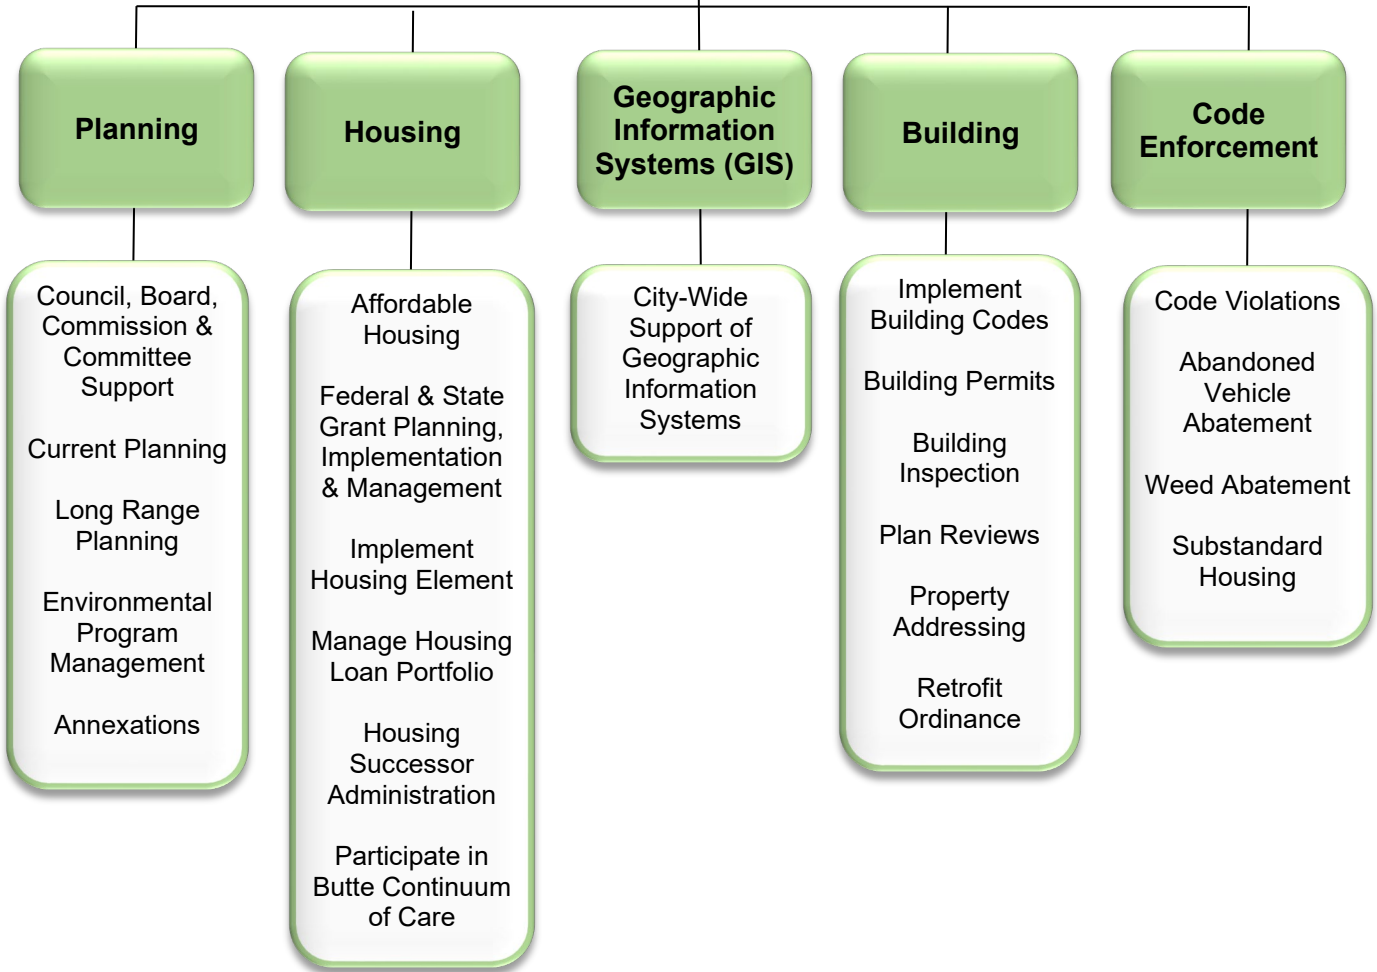 Planning
Housing
Geographic
Information
Systems (GIS)
Building
Code
Enforcement
Council, Board,
Commission &
Committee
Support
Current Planning
Long Range
Planning
Environmental
Program
Management
Annexations
Affordable
Housing
Federal & State
Grant Planning,
Implementation
& Management
Implement
Housing Element
Manage Housing
Loan Portfolio
Housing
Successor
Administration
Participate in
Butte Continuum
of Care
City-Wide
Support of
Geographic
Information
Systems
Implement
Building Codes
Building Permits
Building
Inspection
Plan Reviews
Property
Addressing
Retrofit
Ordinance
Code Violations
Abandoned
Vehicle
Abatement
Weed Abatement
Substandard
Housing